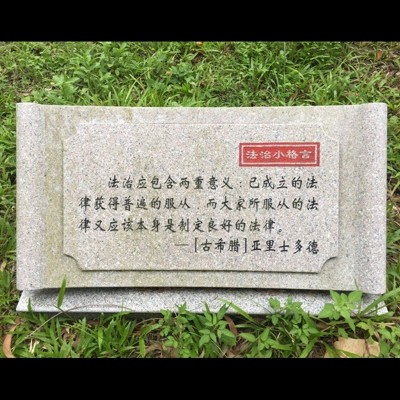 法治小格言
法治应包含两重意义：已成立的法
律获得普遍的服从，而大家所服从的法
律又应该本身是制定良好的法律。
—[古希腊]亚里士多德